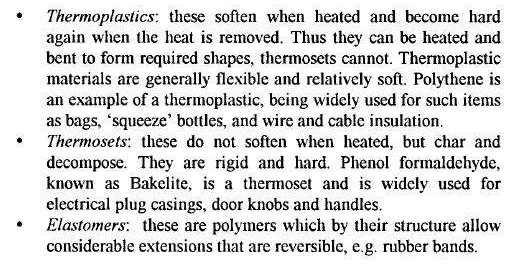 • Thermoplastics: these soften when heated and become hard
again when the heat is removed. Thus they can be heated and
bent to form required shapes, thermosets cannot. Thermoplastic
materials are generally flexible and relatively soft. Polythene is
an example of a thermoplastic, being widely used for such items
as bags, ‘squeeze’ bottles, and wire and cable insulation.
• Thermosets: these do not soften when heated, but char and
decompose. They are rigid and hard. Phenol formaldehyde,
known as Bakelite, is a thermoset and is widely used for
electrical plug casings, door knobs and handles.
• Elastomers: these are polymers which by their structure allow
considerable extensions that are reversible, e.g. rubber bands.